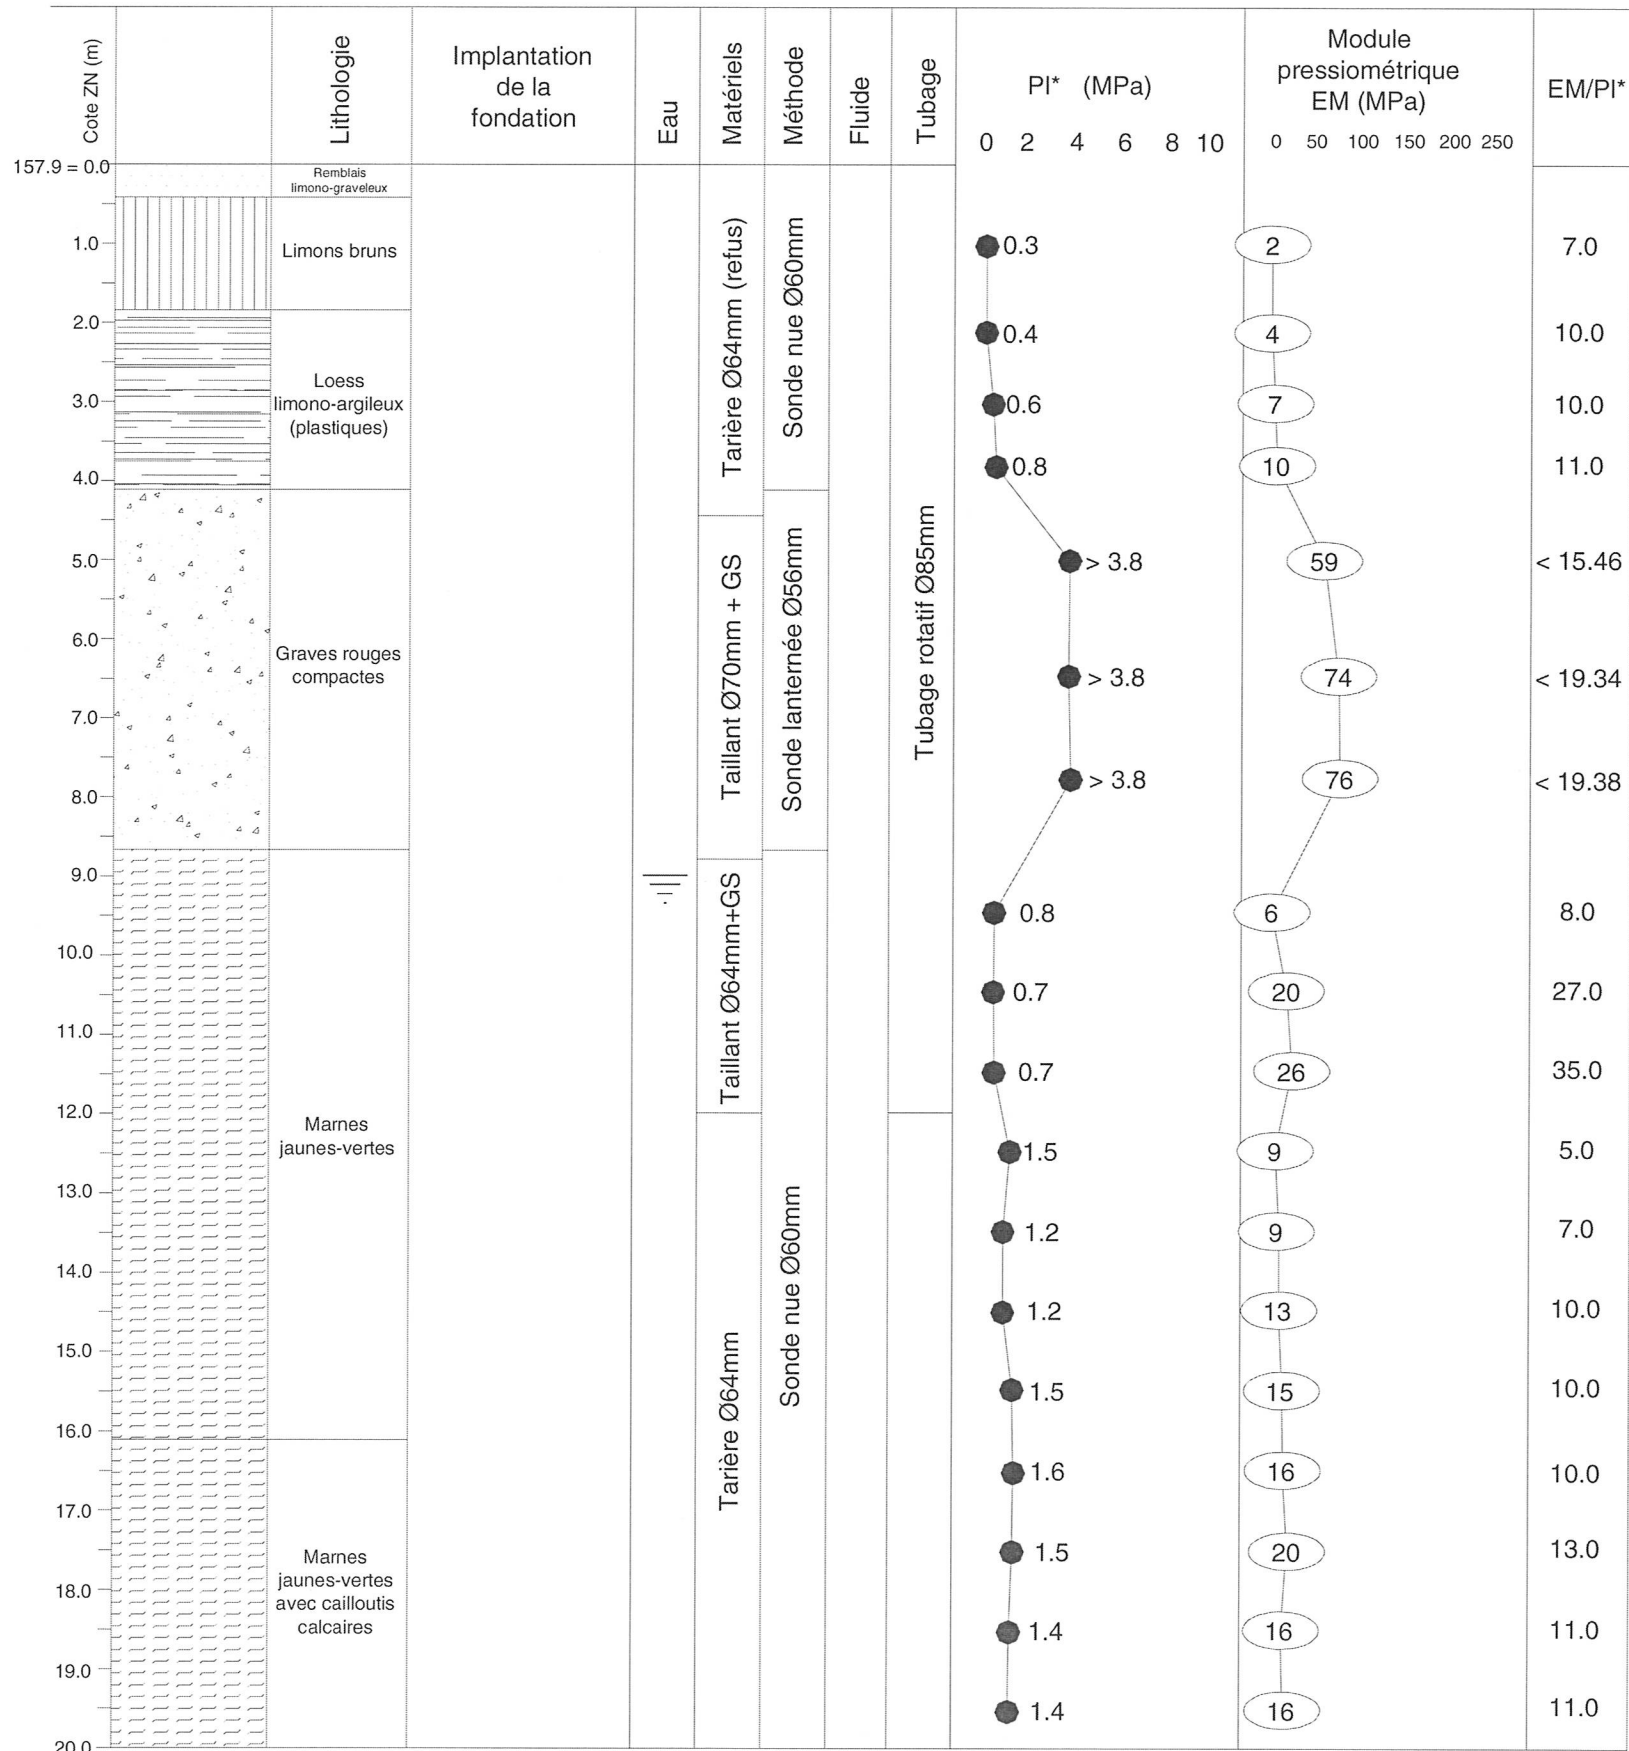 Cote ZN (m)
Lithologie
Implantation
de la
fondation
Eau
Matériels
Méthode
Fluide
Tubage
PI* (MPa)
0 2 4 6 8 10
Module
pressiométrique
EM (MPa)
0 50 100 150 200 250
EM/PI*
157.9 = 0.0
Remblais
limono-graveleux
1.0
Limons bruns
0.3
2
7.0
2.0
0.4
4
10.0
Loess
limono-argileux
(plastiques)
3.0
0.6
7
10.0
4.0
0.8
10
11.0
Tarière Ø64mm (refus)
Sonde nue Ø60mm
5.0
> 3.8
59
< 15.46
6.0
Graves rouges
compactes
> 3.8
74
< 19.34
7.0
Taillant Ø70mm + GS
Sonde lanternée Ø56mm
Tubage rotatif Ø85mm
> 3.8
76
< 19.38
8.0
9.0
0.8
6
8.0
10.0
Taillant Ø64mm+GS
0.7
20
27.0
11.0
0.7
26
35.0
12.0
Marnes
jaunes-vertes
1.5
9
5.0
13.0
1.2
9
7.0
14.0
1.2
13
10.0
15.0
Tarière Ø64mm
Sonde nue Ø60mm
1.5
15
10.0
16.0
1.6
16
10.0
17.0
1.5
20
13.0
Marnes
jaunes-vertes
avec cailloutis
calcaires
18.0
1.4
16
11.0
19.0
1.4
16
11.0
20.0